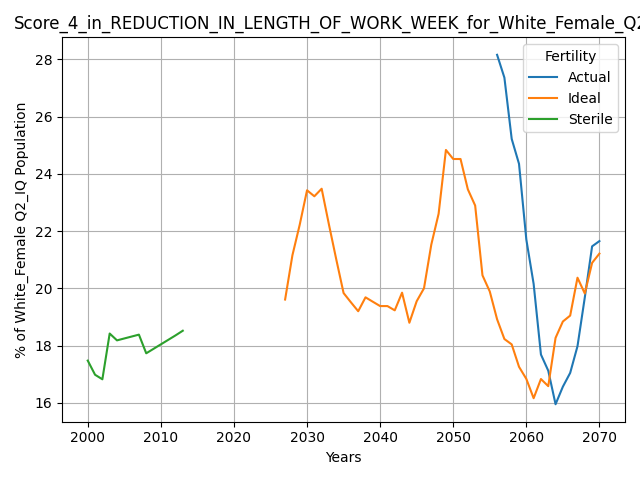 Score_4_in_REDUCTION_IN_LENGTH_OF_WORK_WEEK_for_White_Female_Q2
Fertility
Actual
Ideal
Sterile
% of White_Female Q2_IQ Population
28
26
24
22
20
18
16
2000 2010 2020 2030 2040 2050 2060 2070
Years